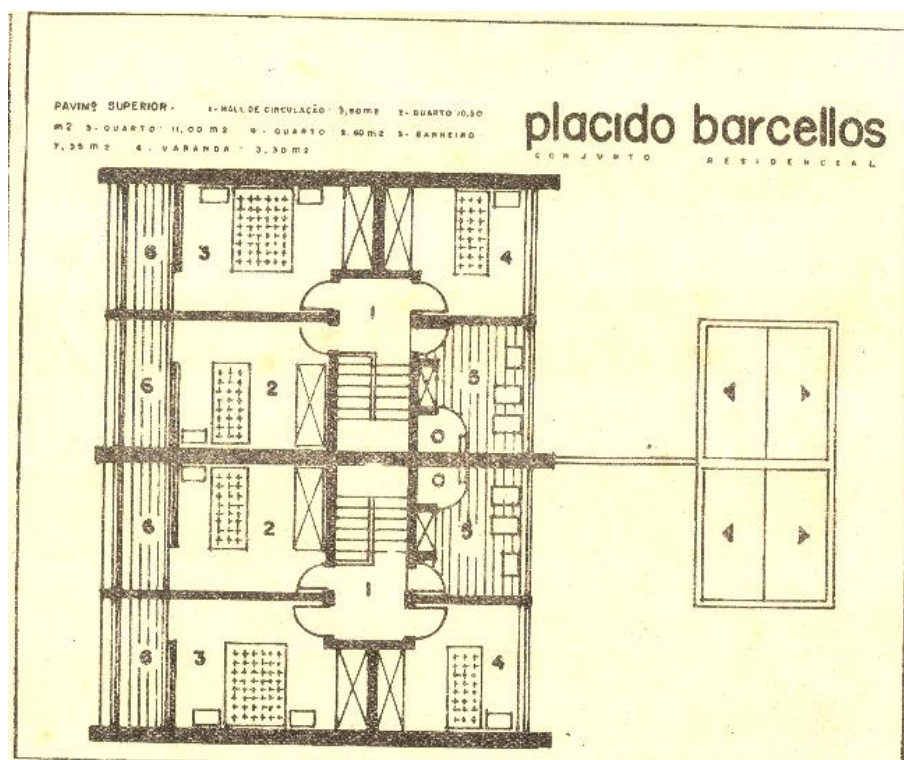 PAVIMº SUPERIOR. 1-HALL DE CIRCULAÇÃO: 3,80m2 2-QUARTO:10,50
m2 3-QUARTO: 11,00 m2 4-QUARTO 8,60m2 5-BANHEIRO
7,35 m2 6-VARANDA: 3,30m2
placido barcellos
CONJUNTO RESIDENCIAL
6 3 4
1
6 2 5
6 2 5
1
6 3 4